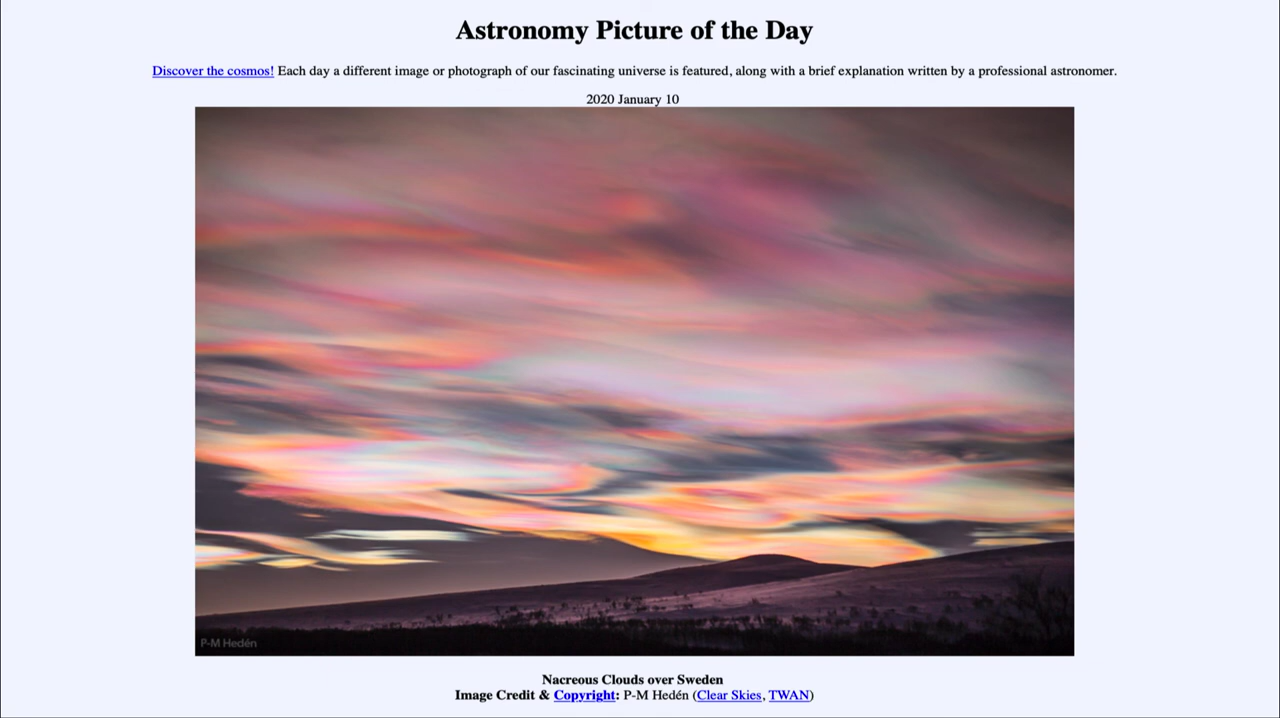 Astronomy Picture of the Day
Discover the cosmos! Each day a different image or photograph of our fascinating universe is featured, along with a brief explanation written by a professional astronomer.
2020 January 10
P-M Hedén
Nacreous Clouds over Sweden
Image Credit & Copyright: P-M Hedén (Clear Skies, TWAN)